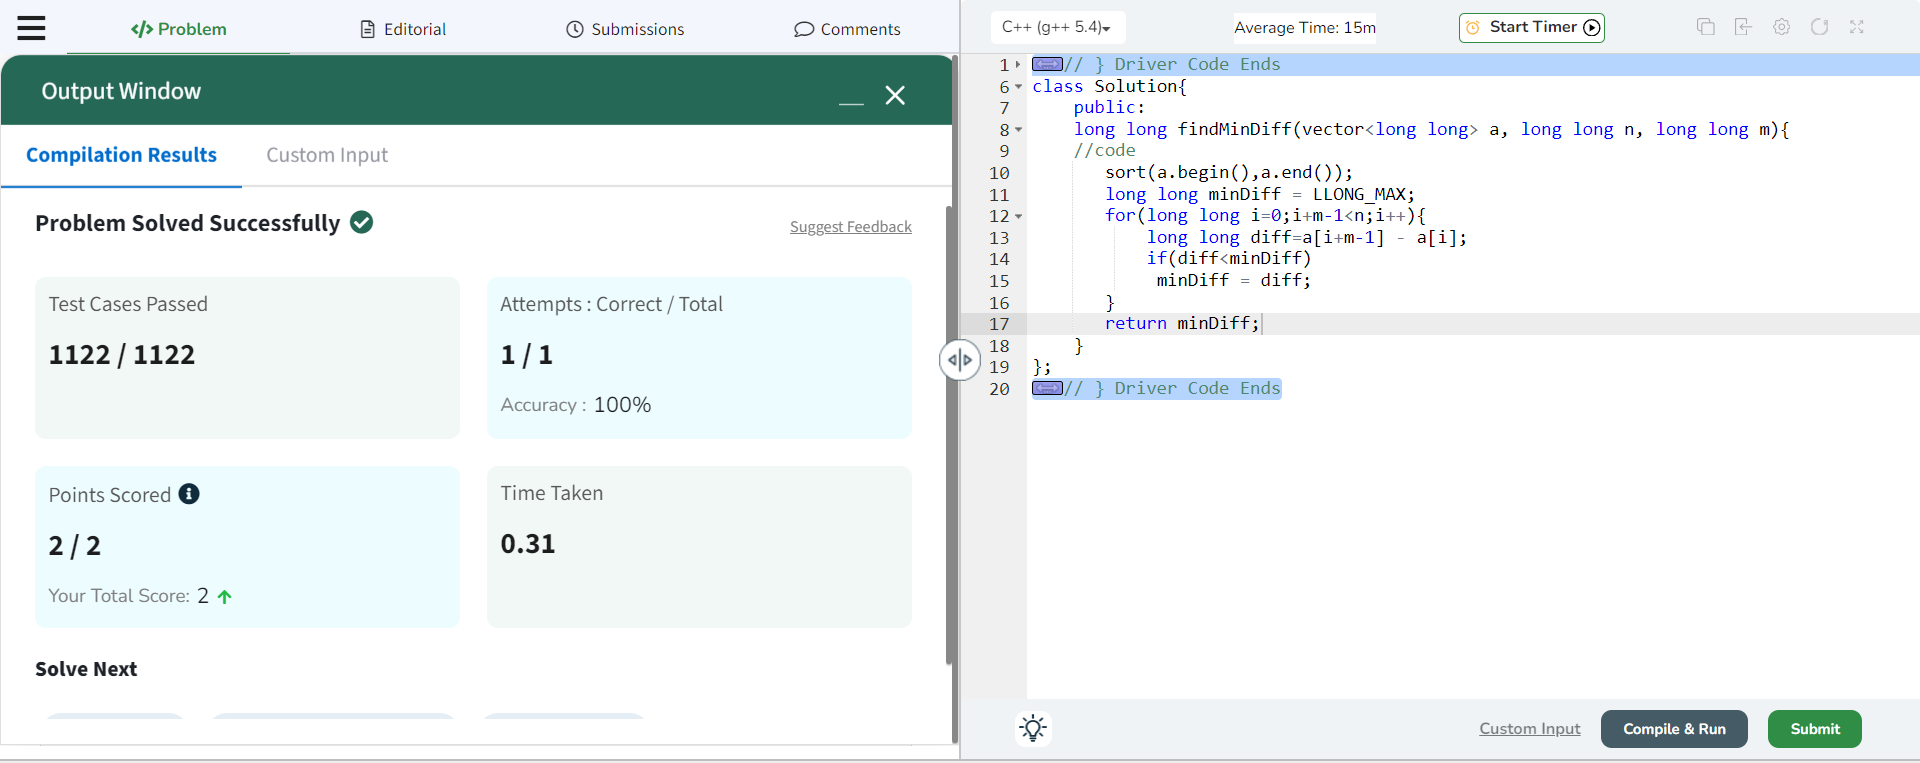 </> Problem
Editorial
Submissions
Comments
Output Window
Compilation Results
Custom Input
Problem Solved Successfully
Suggest Feedback
Test Cases Passed
1122 / 1122
Attempts : Correct / Total
1 / 1
Accuracy : 100%
Points Scored
2 / 2
Your Total Score: 2
Time Taken
0.31
Solve Next
C++ (g++ 5.4)
Average Time: 15m
Start Timer
1 // } Driver Code Ends
6 class Solution{
7     public:
8     long long findMinDiff(vector<long long> a, long long n, long long m){
9     //code
10        sort(a.begin(),a.end());
11        long long minDiff = LLONG_MAX;
12        for(long long i=0;i+m-1<n;i++){
13            long long diff=a[i+m-1] - a[i];
14            if(diff<minDiff)
15             minDiff = diff;
16        }
17        return minDiff;
18     }
19 };
20 // } Driver Code Ends
Custom Input
Compile & Run
Submit